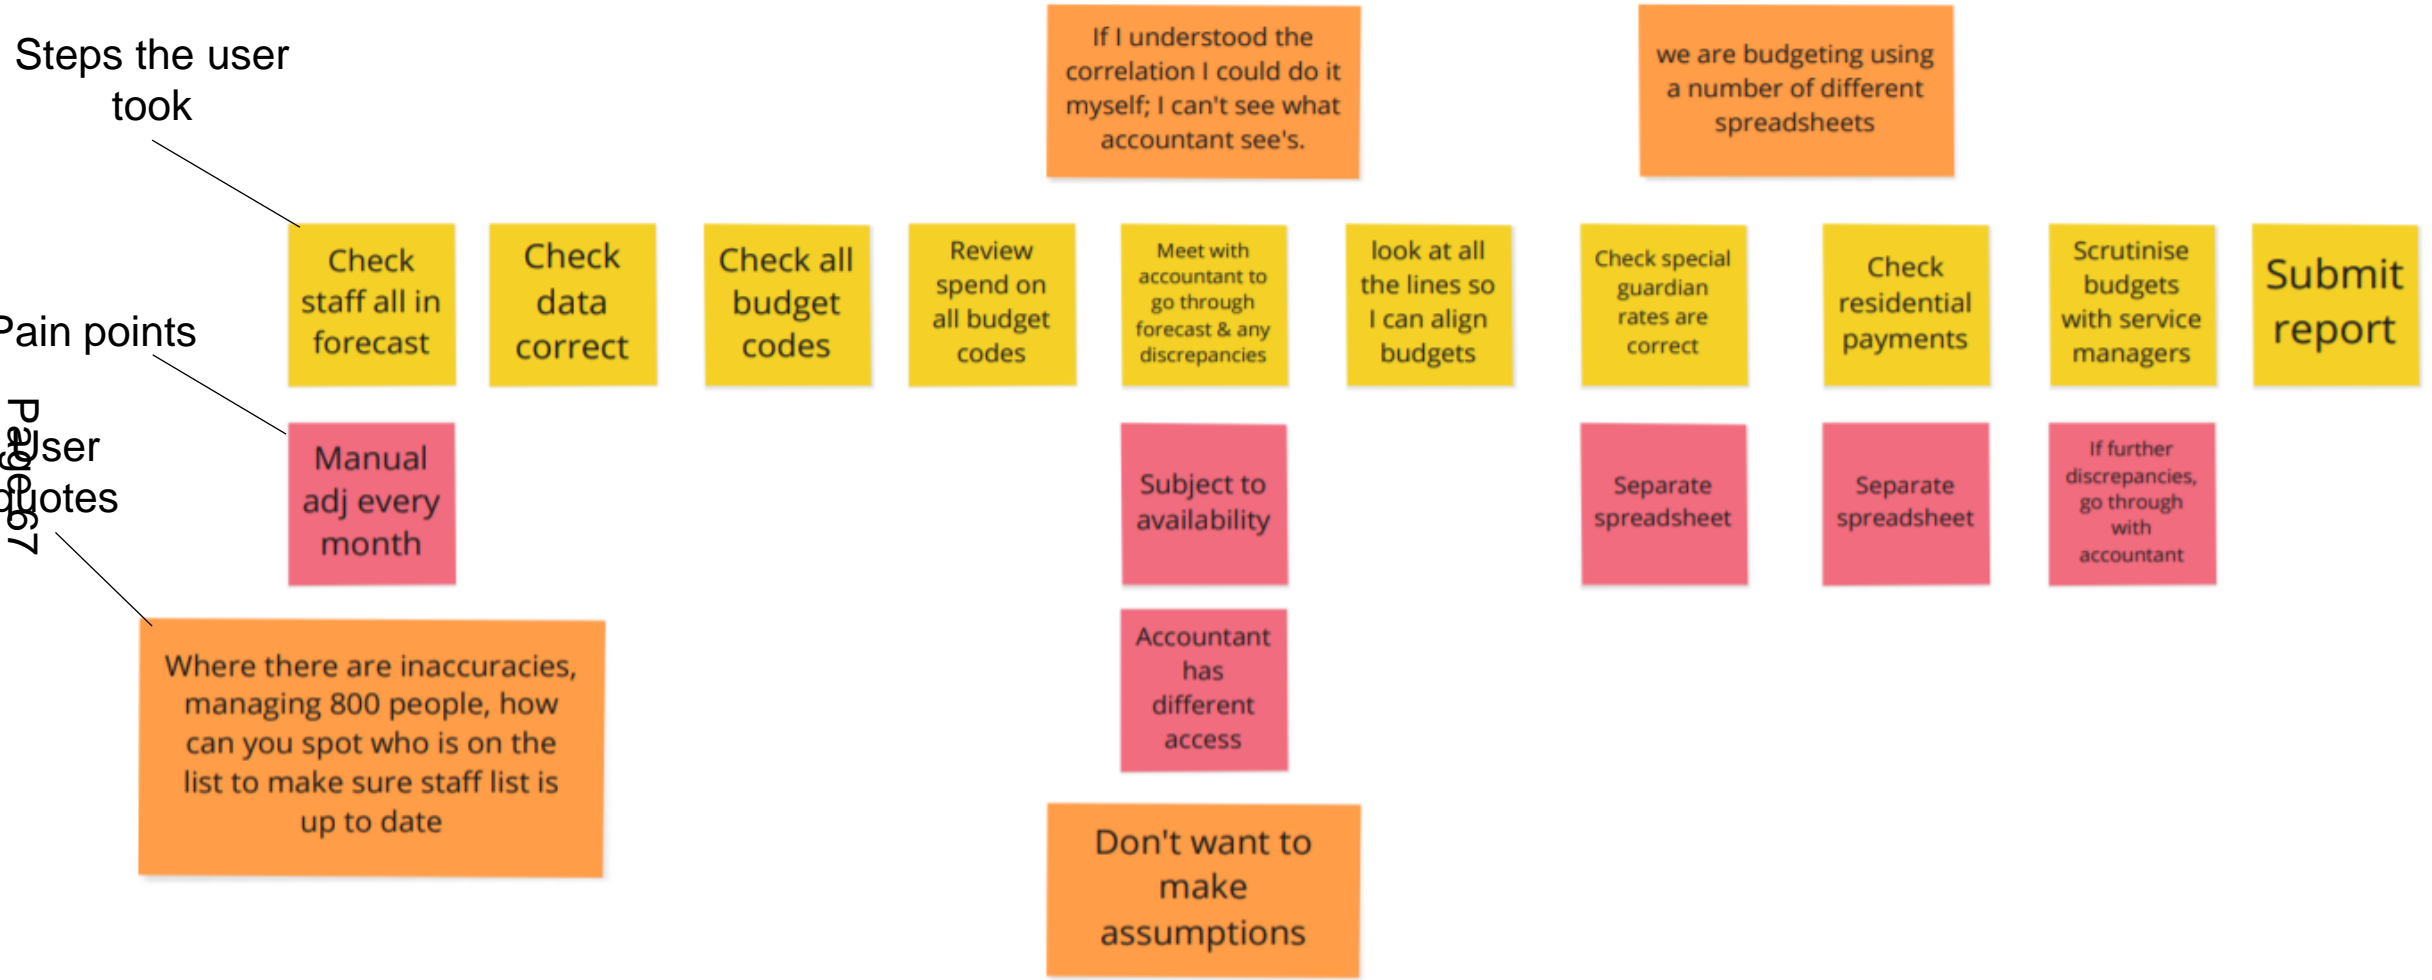 Steps the user
took
If I understood the
correlation I could do it
myself; I can't see what
accountant see's.
we are budgeting using
a number of different
spreadsheets
Check
staff all in
forecast
Check
data
correct
Check all
budget
codes
Review
spend on
all budget
codes
Meet with
accountant to
go through
forecast & any
discrepancies
look at all
the lines so
I can align
budgets
Check special
guardian
rates are
correct
Check
residential
payments
Scrutinise
budgets
with service
managers
Submit
report
Pain points
Manual
adj every
month
Subject to
availability
Separate
spreadsheet
Separate
spreadsheet
If further
discrepancies,
go through
with
accountant
Accountant
has
different
access
User
quotes
Page 67
Where there are inaccuracies,
managing 800 people, how
can you spot who is on the
list to make sure staff list is
up to date
Don't want to
make
assumptions